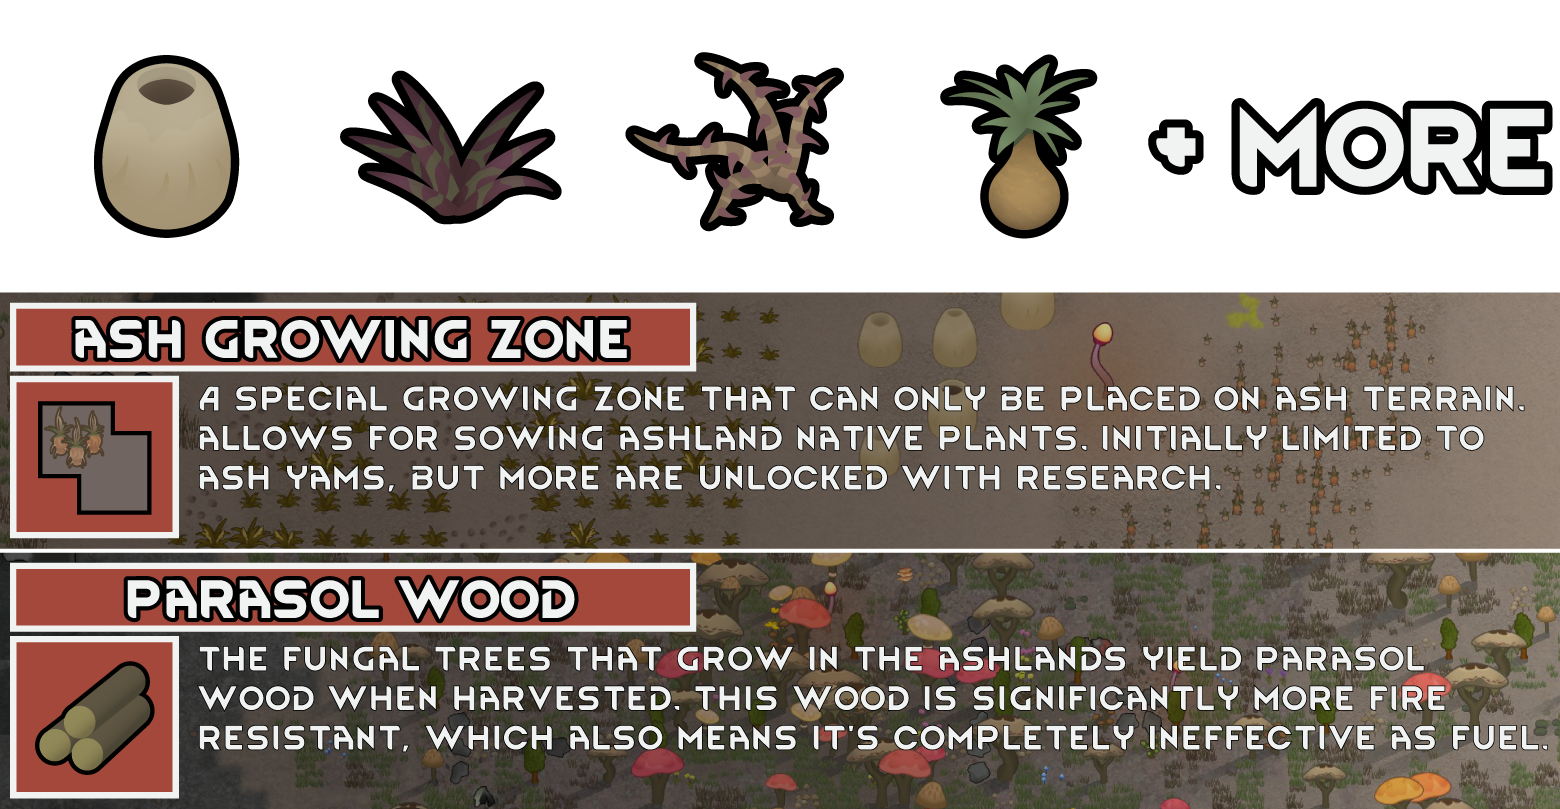 + MORE
ASH GROWING ZONE
A SPECIAL GROWING ZONE THAT CAN ONLY BE PLACED ON ASH TERRAIN.
ALLOWS FOR SOWING ASHLAND NATIVE PLANTS. INITIALLY LIMITED TO
ASH YAMS, BUT MORE ARE UNLOCKED WITH RESEARCH.
PARASOL WOOD
THE FUNGAL TREES THAT GROW IN THE ASHLANDS YIELD PARASOL
WOOD WHEN HARVESTED. THIS WOOD IS SIGNIFICANTLY MORE FIRE
RESISTANT, WHICH ALSO MEANS IT'S COMPLETELY INEFFECTIVE AS FUEL.